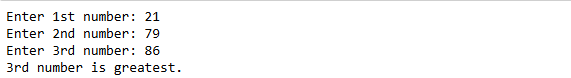 Enter 1st number: 21
Enter 2nd number: 79
Enter 3rd number: 86
3rd number is greatest.